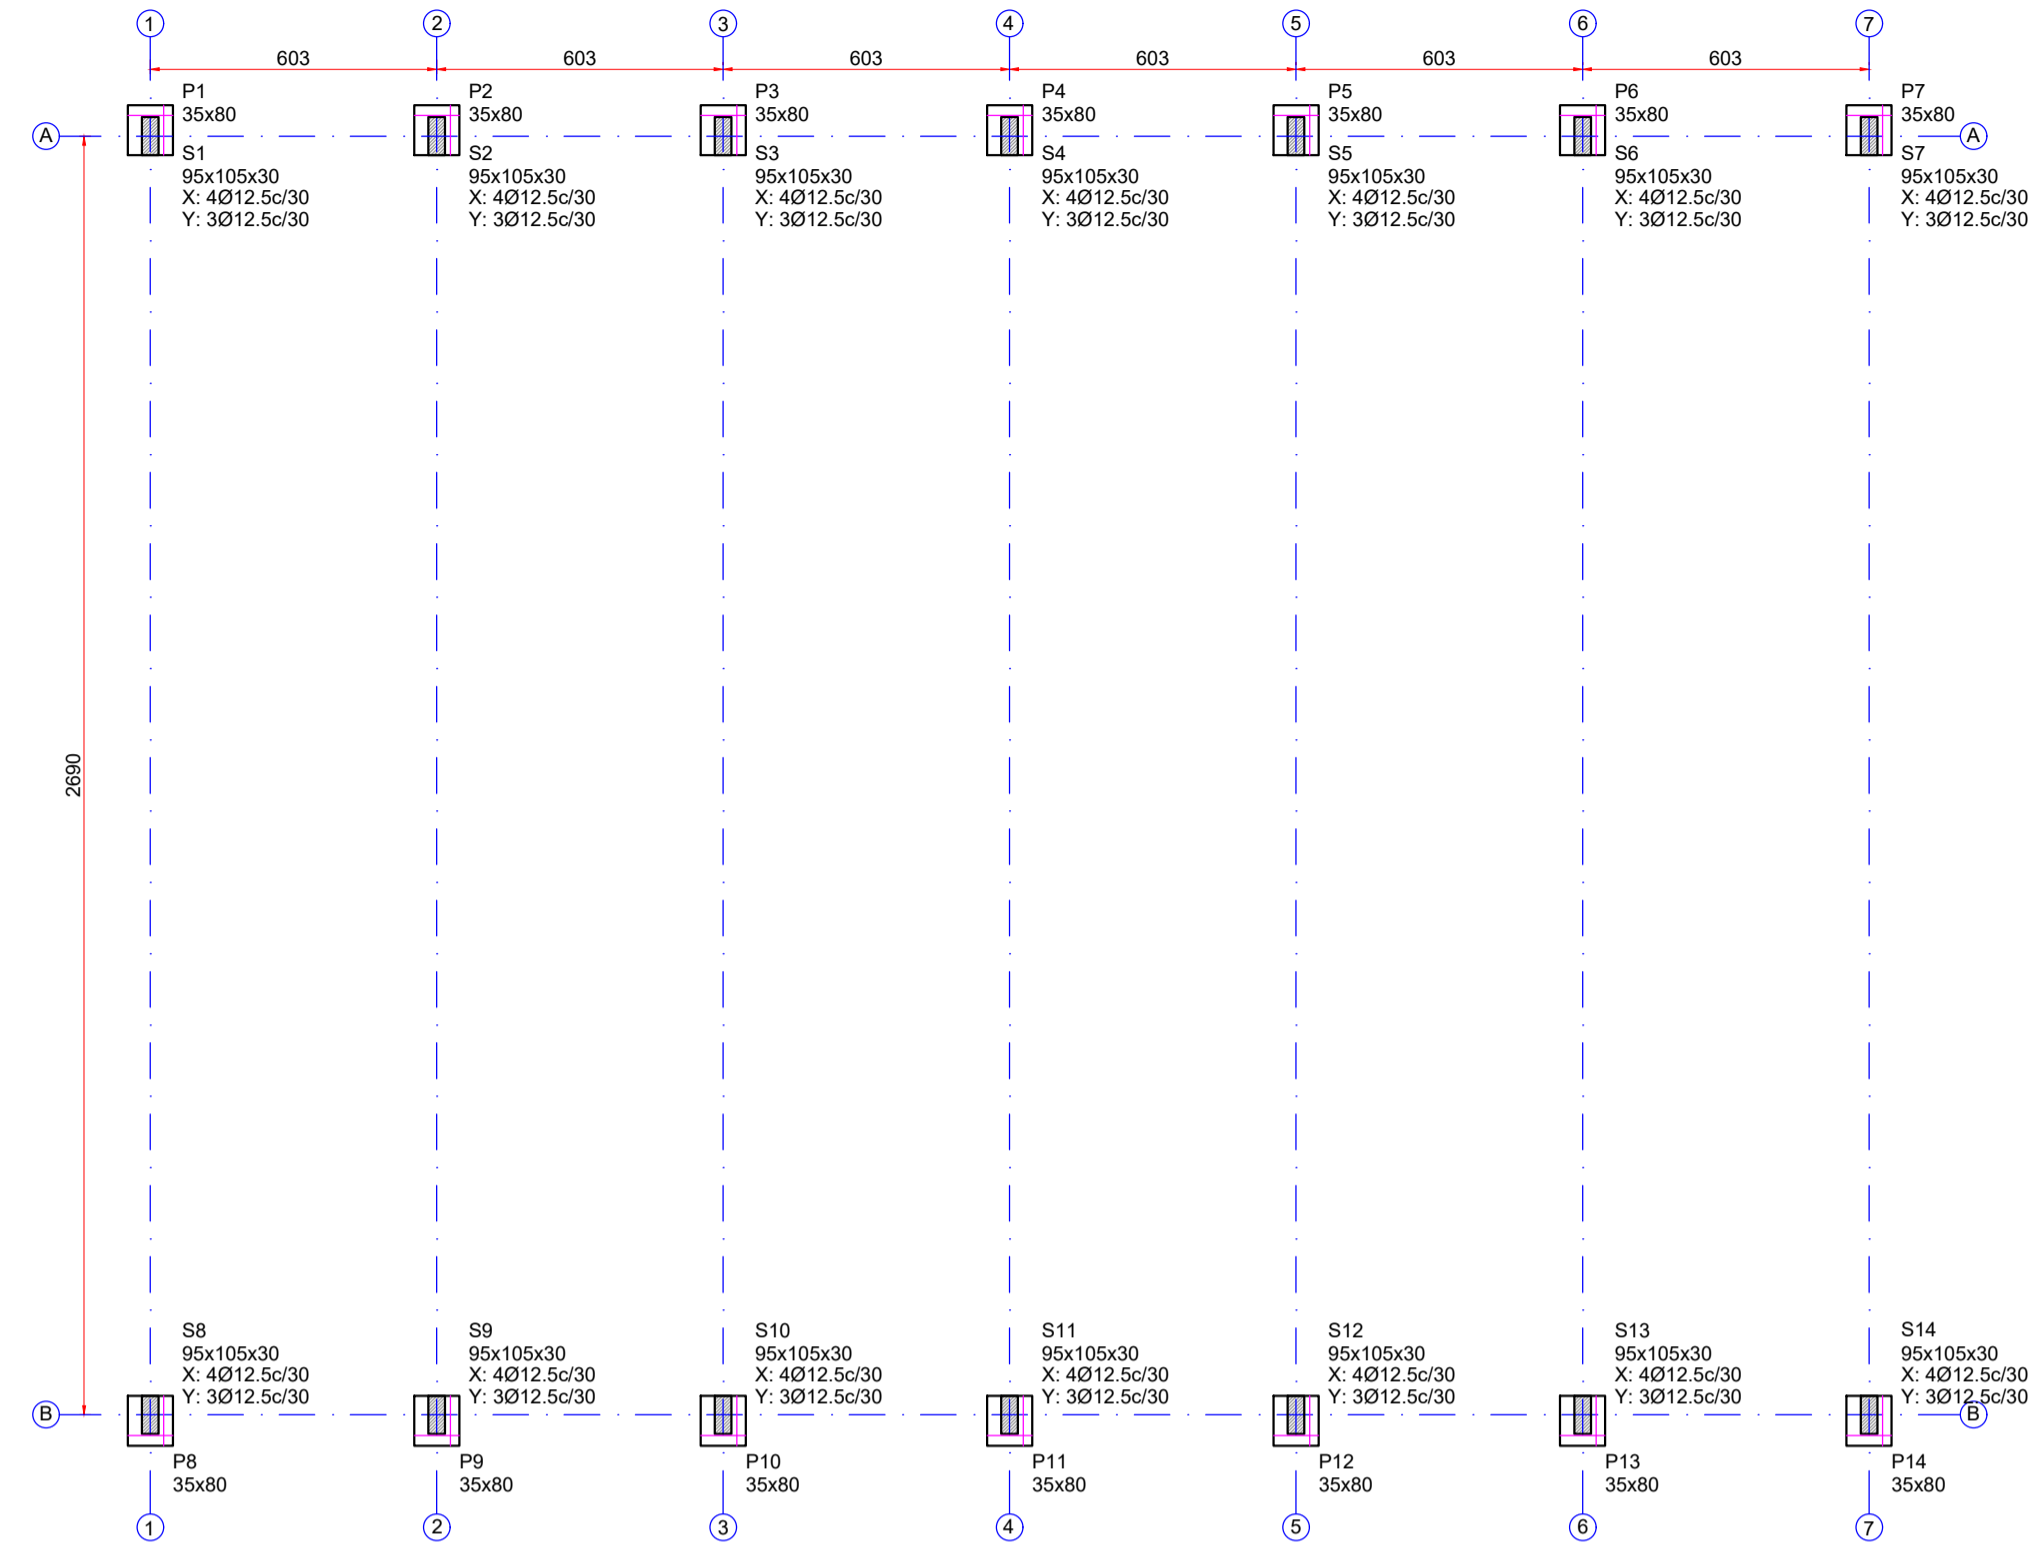 1 2 3 4 5 6 7
603 603 603 603 603 603
P1 P2 P3 P4 P5 P6 P7
35x80 35x80 35x80 35x80 35x80 35x80 35x80
A A
S1 S2 S3 S4 S5 S6 S7
95x105x30 95x105x30 95x105x30 95x105x30 95x105x30 95x105x30 95x105x30
X: 4Ø12.5c/30 X: 4Ø12.5c/30 X: 4Ø12.5c/30 X: 4Ø12.5c/30 X: 4Ø12.5c/30 X: 4Ø12.5c/30 X: 4Ø12.5c/30
Y: 3Ø12.5c/30 Y: 3Ø12.5c/30 Y: 3Ø12.5c/30 Y: 3Ø12.5c/30 Y: 3Ø12.5c/30 Y: 3Ø12.5c/30 Y: 3Ø12.5c/30
2690
S8 S9 S10 S11 S12 S13 S14
95x105x30 95x105x30 95x105x30 95x105x30 95x105x30 95x105x30 95x105x30
X: 4Ø12.5c/30 X: 4Ø12.5c/30 X: 4Ø12.5c/30 X: 4Ø12.5c/30 X: 4Ø12.5c/30 X: 4Ø12.5c/30 X: 4Ø12.5c/30
Y: 3Ø12.5c/30 Y: 3Ø12.5c/30 Y: 3Ø12.5c/30 Y: 3Ø12.5c/30 Y: 3Ø12.5c/30 Y: 3Ø12.5c/30 Y: 3Ø12.5c/30
B B
P8 P9 P10 P11 P12 P13 P14
35x80 35x80 35x80 35x80 35x80 35x80 35x80
1 2 3 4 5 6 7